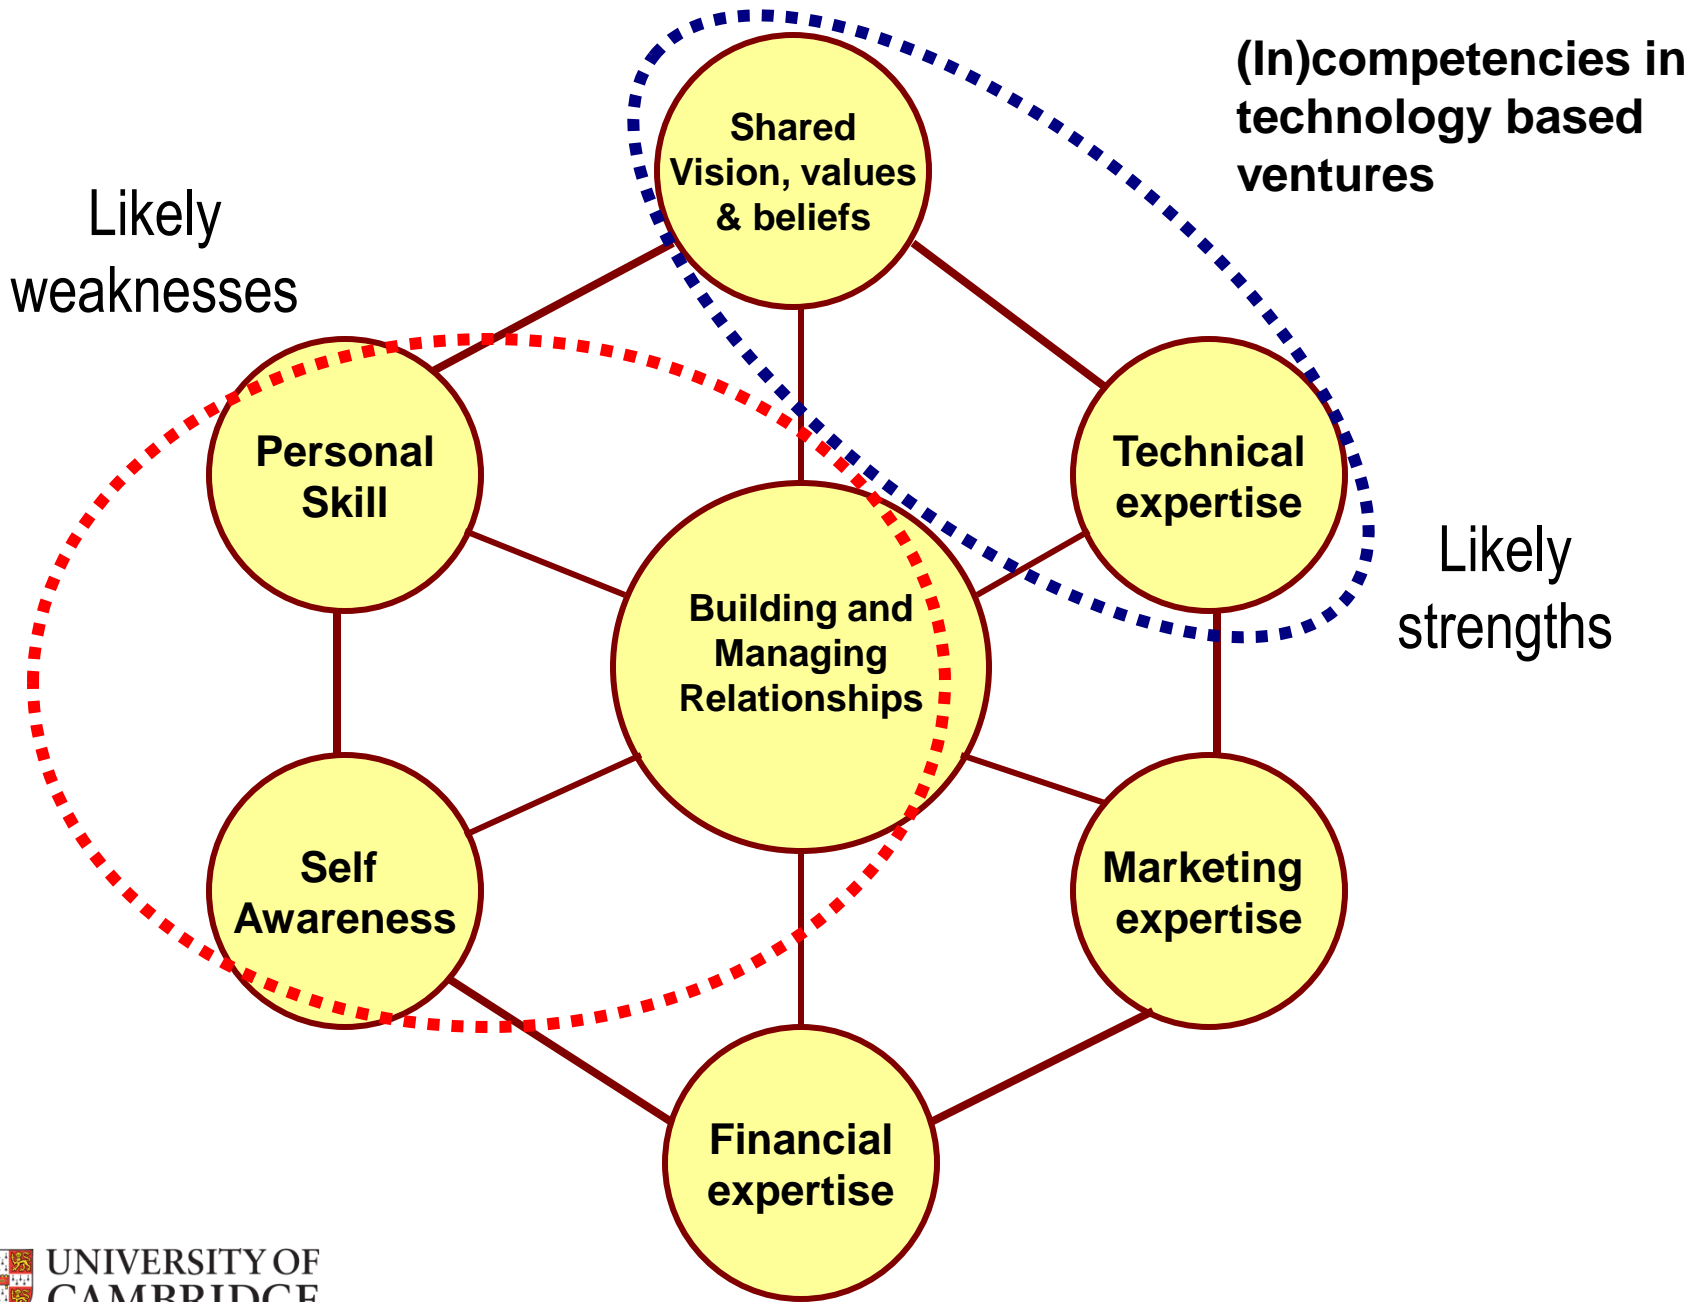 (In)competencies in
technology based
ventures
Shared
Vision, values
& beliefs
Likely
weaknesses
Personal
Skill
Technical
expertise
Likely
strengths
Building and
Managing
Relationships
Self
Awareness
Marketing
expertise
Financial
expertise
UNIVERSITY OF
CAMBRIDGE